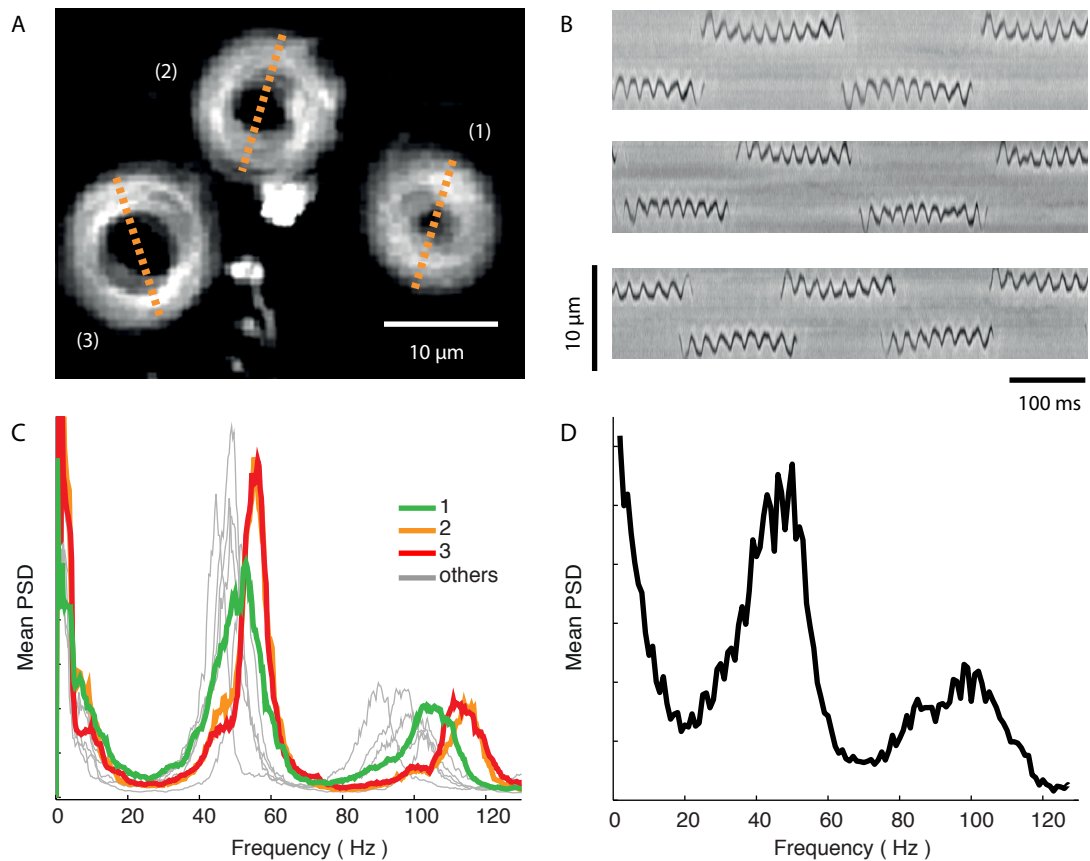 A
(2)
(1)
(3)
10 µm
B
10 µm
100 ms
C
Mean PSD
1
2
3
others
0 20 40 60 80 100 120
Frequency ( Hz )
D
Mean PSD
0 20 40 60 80 100 120
Frequency ( Hz )